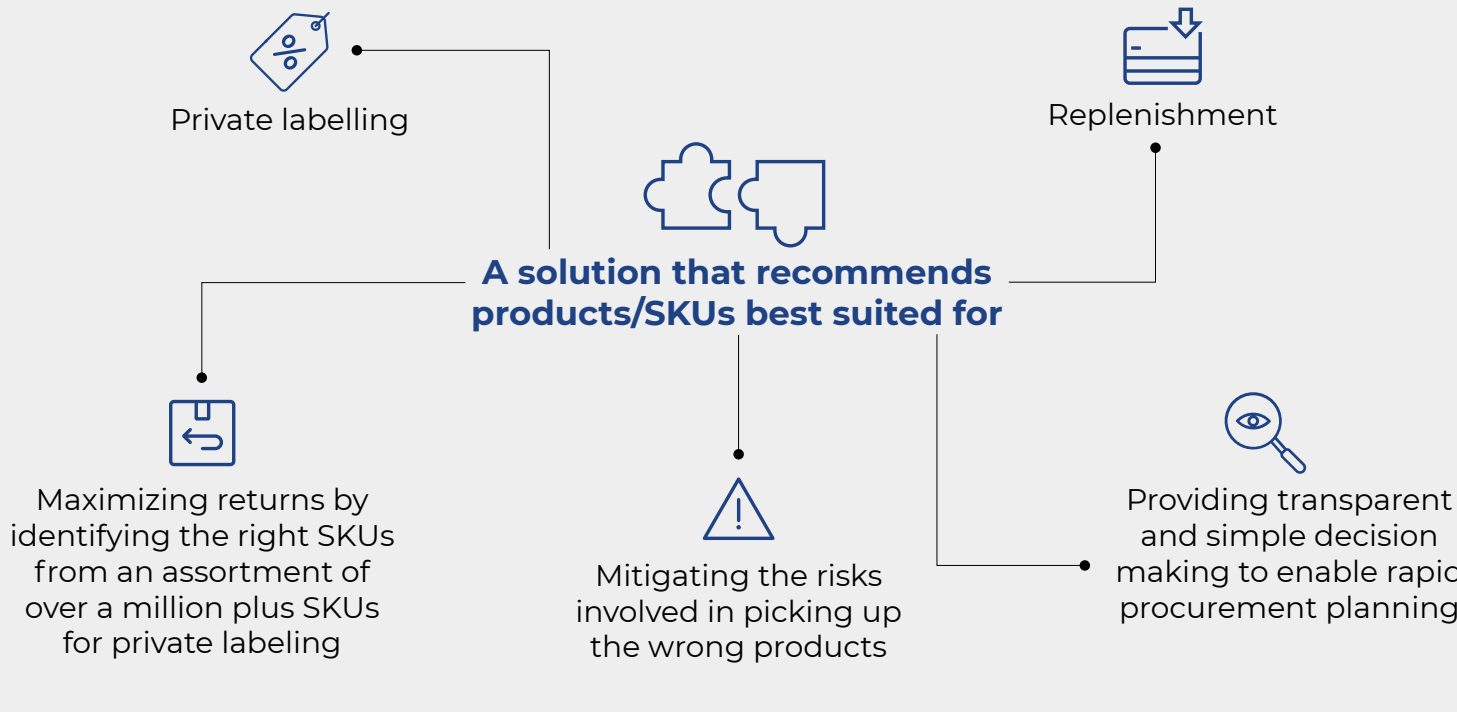 Private labelling
Replenishment
A solution that recommends
products/SKUs best suited for
Maximizing returns by
identifying the right SKUs
from an assortment of
over a million plus SKUs
for private labeling
Mitigating the risks
involved in picking up
the wrong products
Providing transparent
and simple decision
making to enable rapid
procurement planning